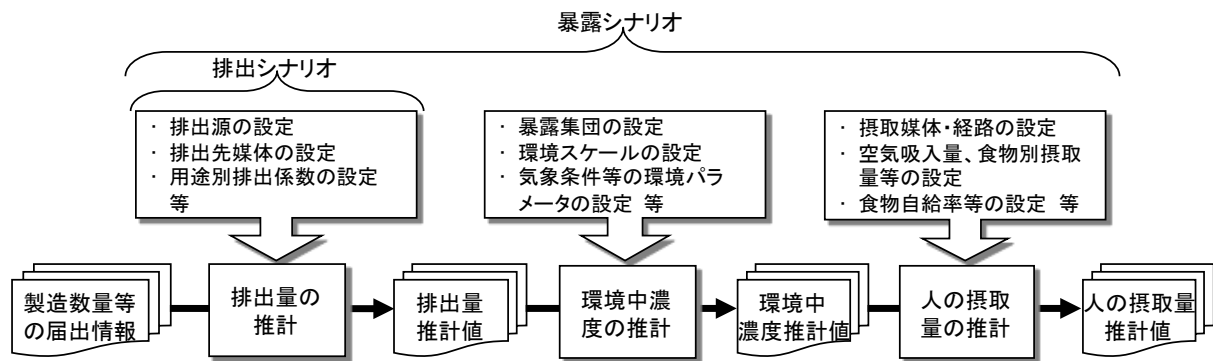 暴露シナリオ
排出シナリオ
・ 排出源の設定
・ 排出先媒体の設定
・ 用途別排出係数の設定
等
・ 暴露集団の設定
・ 環境スケールの設定
・ 気象条件等の環境パラ
メータの設定 等
・ 摂取媒体・経路の設定
・ 空気吸入量、食物別摂取
量等の設定
・ 食物自給率等の設定 等
製造数量等
の届出情報
排出量の
推計
排出量
推計値
環境中濃
度の推計
環境中
濃度推計値
人の摂取
量の推計
人の摂取量
推計値